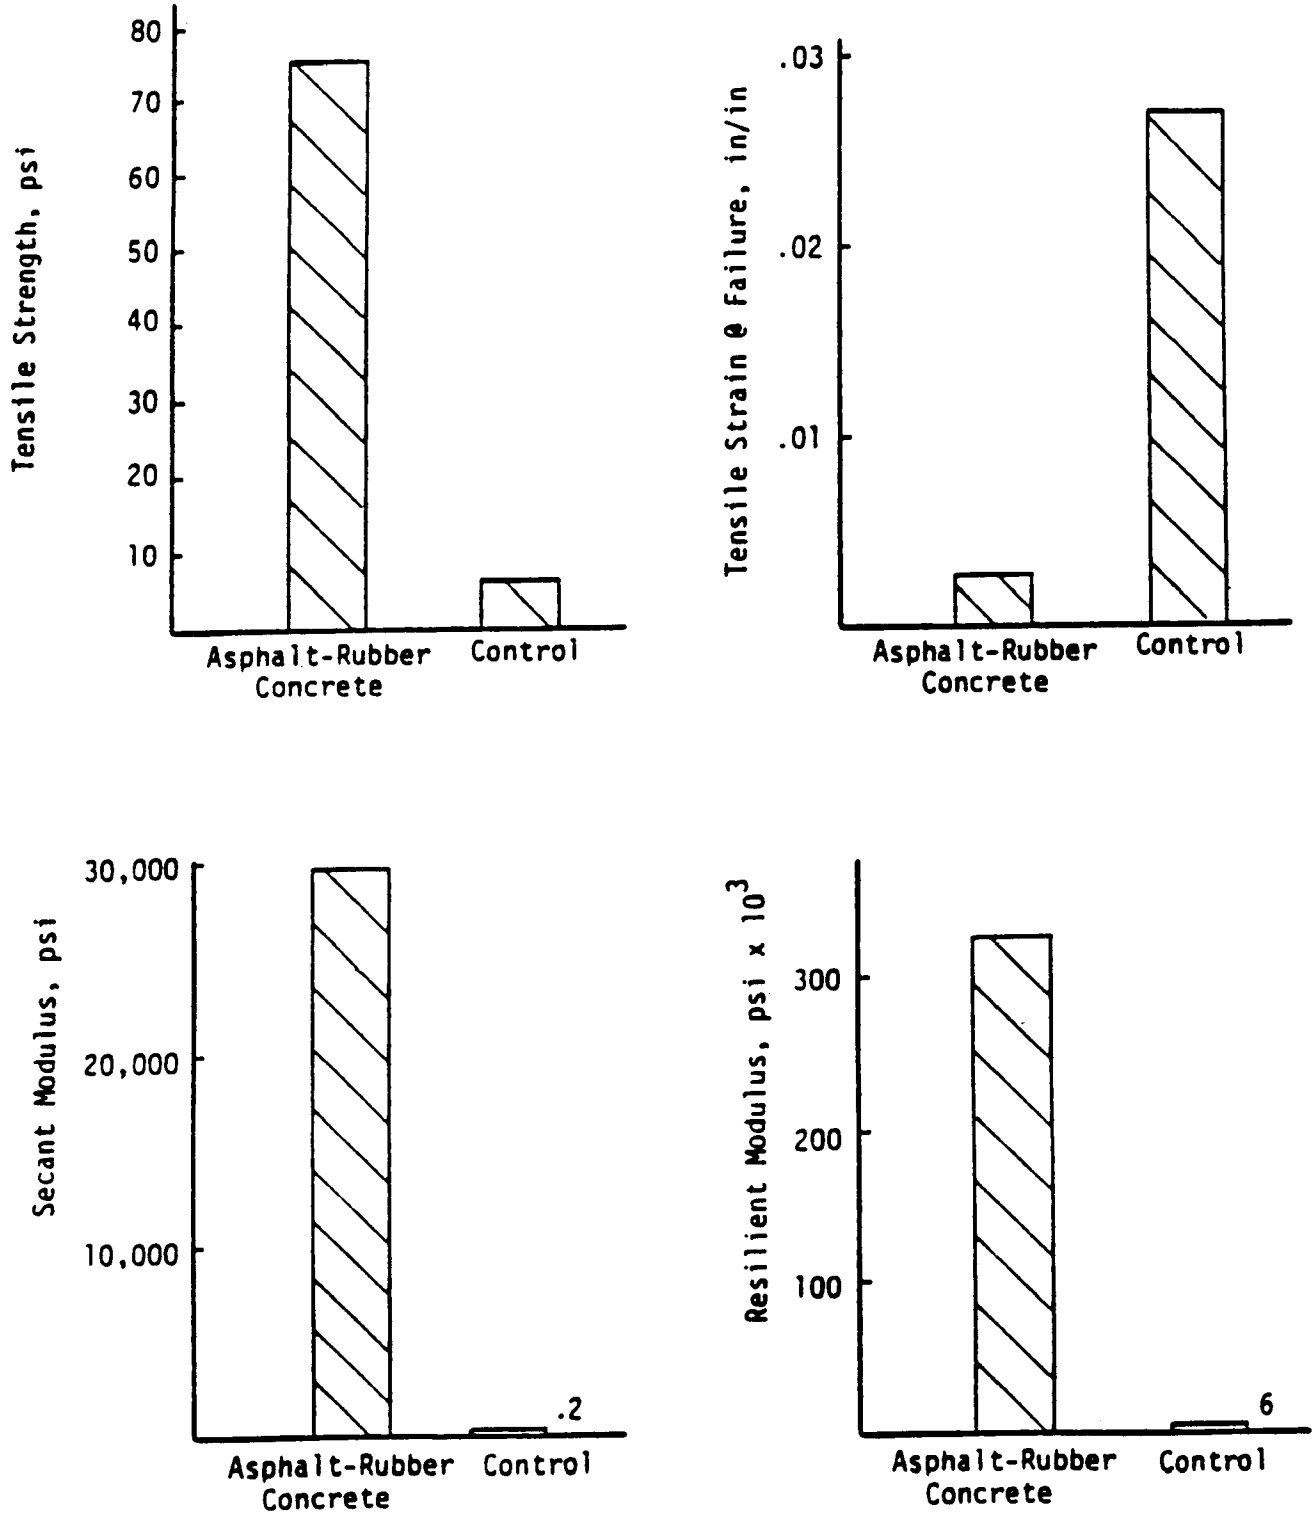 Tensile Strength, psi
80
70
60
50
40
30
20
10
Asphalt-Rubber
Concrete
Control
Tensile Strain @ Failure, in/in
.03
.02
.01
Asphalt-Rubber
Concrete
Control
Secant Modulus, psi
30,000
20,000
10,000
.2
Asphalt-Rubber
Concrete
Control
Resilient Modulus, psi x 10³
300
200
100
6
Asphalt-Rubber
Concrete
Control